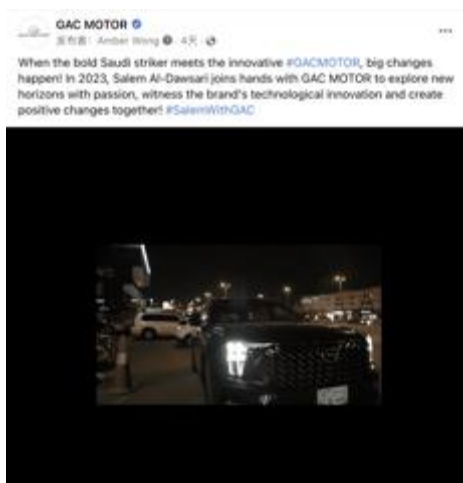 GAC MOTOR
发布者：Amber Wong · 4天 ·
When the bold Saudi striker meets the innovative #GACMOTOR, big changes
happen! In 2023, Salem Al-Dawsari joins hands with GAC MOTOR to explore new
horizons with passion, witness the brand's technological innovation and create
positive changes together! #SalemWithGAC